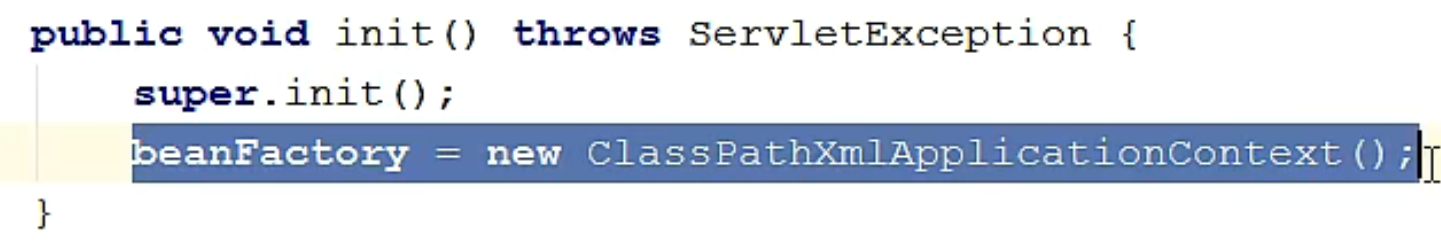 public void init() throws ServletException {
super.init();
beanFactory = new ClassPathXmlApplicationContext();
}